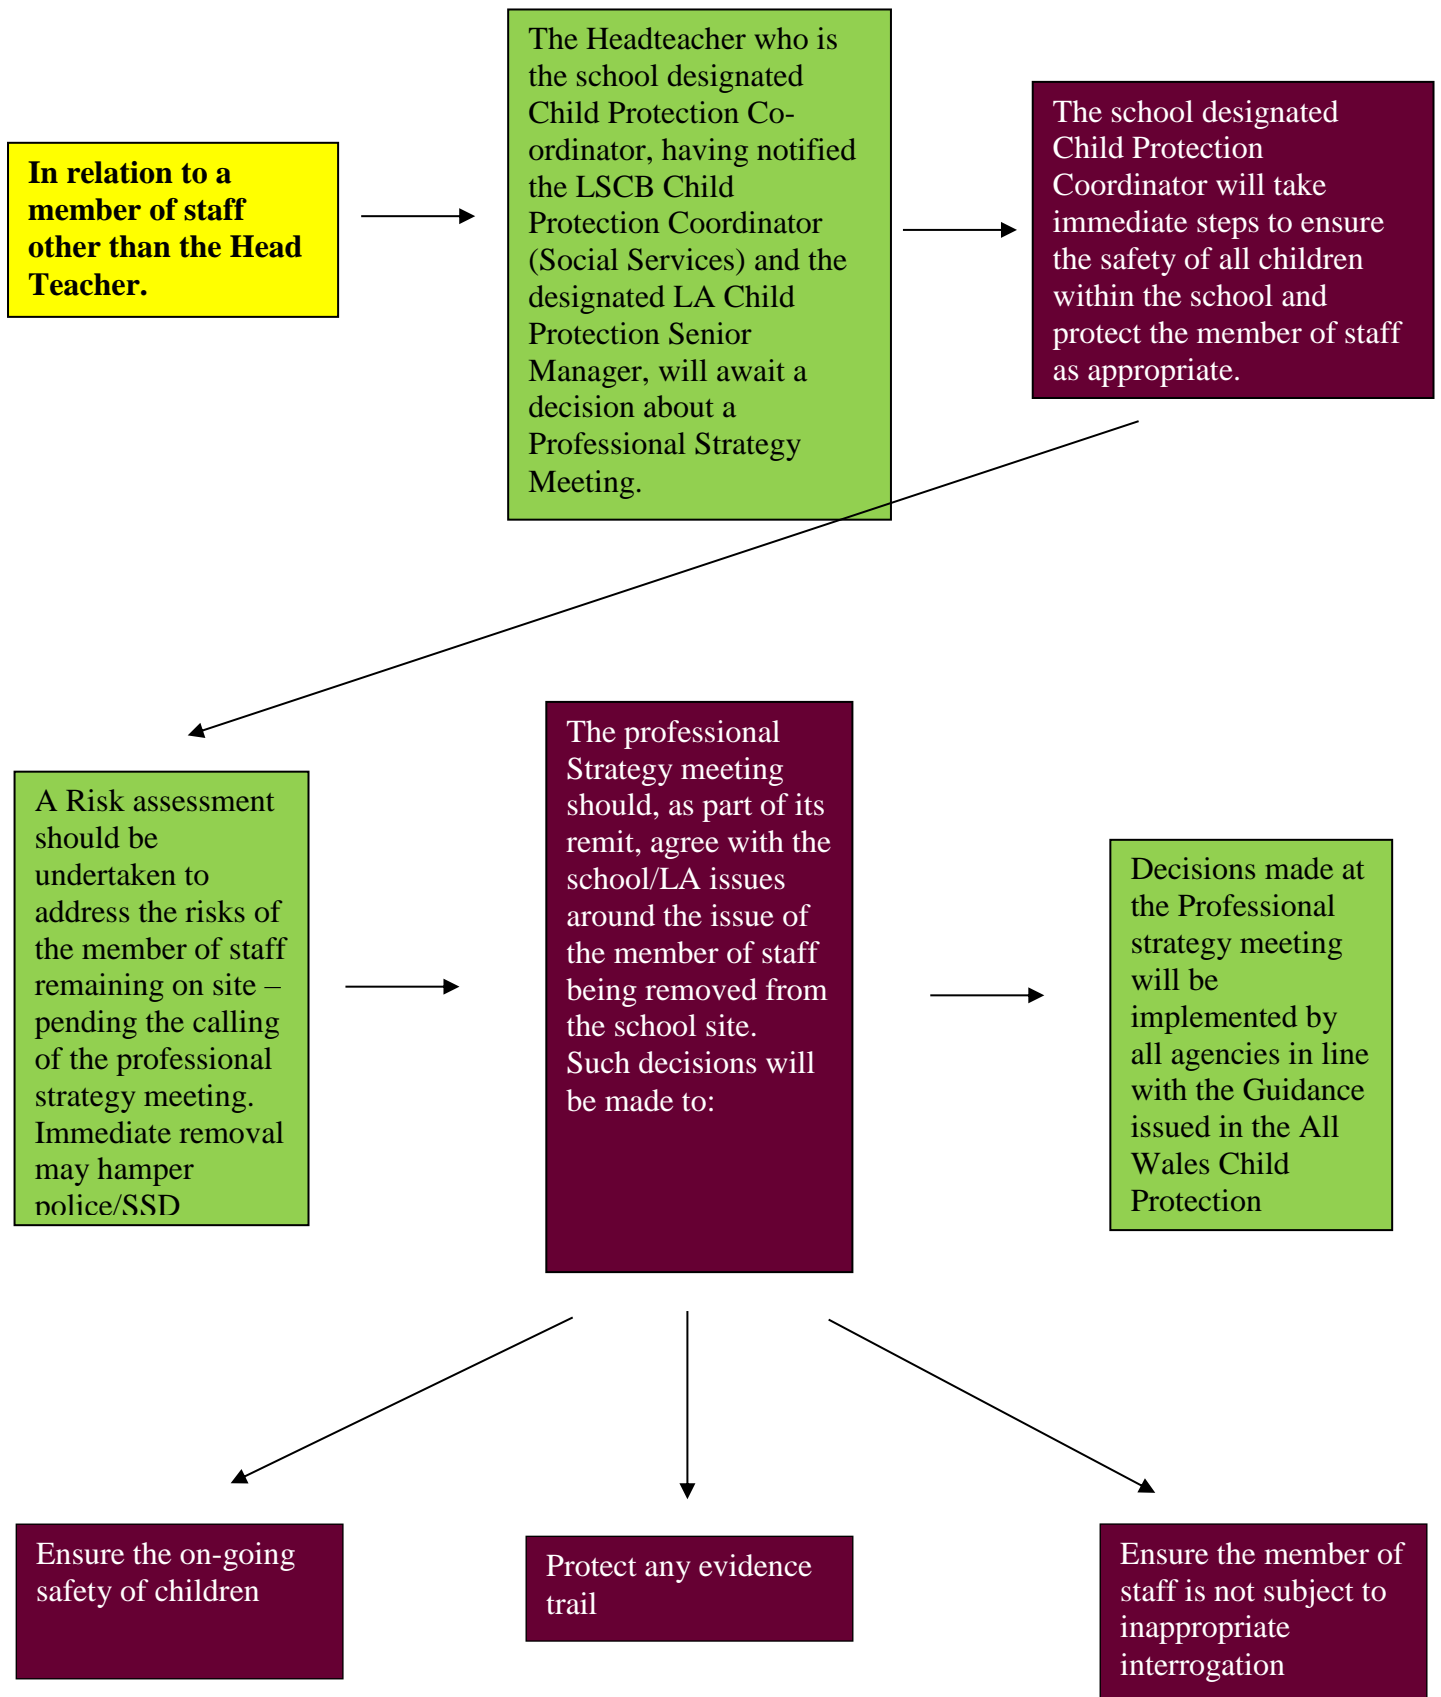 In relation to a
member of staff
other than the Head
Teacher.
The Headteacher who is
the school designated
Child Protection Co-
ordinator, having notified
the LSCB Child
Protection Coordinator
(Social Services) and the
designated LA Child
Protection Senior
Manager, will await a
decision about a
Professional Strategy
Meeting.
The school designated
Child Protection
Coordinator will take
immediate steps to ensure
the safety of all children
within the school and
protect the member of staff
as appropriate.
A Risk assessment
should be
undertaken to
address the risks of
the member of staff
remaining on site –
pending the calling
of the professional
strategy meeting.
Immediate removal
may hamper
police/SSD
The professional
Strategy meeting
should, as part of its
remit, agree with the
school/LA issues
around the issue of
the member of staff
being removed from
the school site.
Such decisions will
be made to:
Decisions made at
the Professional
strategy meeting
will be
implemented by
all agencies in line
with the Guidance
issued in the All
Wales Child
Protection
Ensure the on-going
safety of children
Protect any evidence
trail
Ensure the member of
staff is not subject to
inappropriate
interrogation